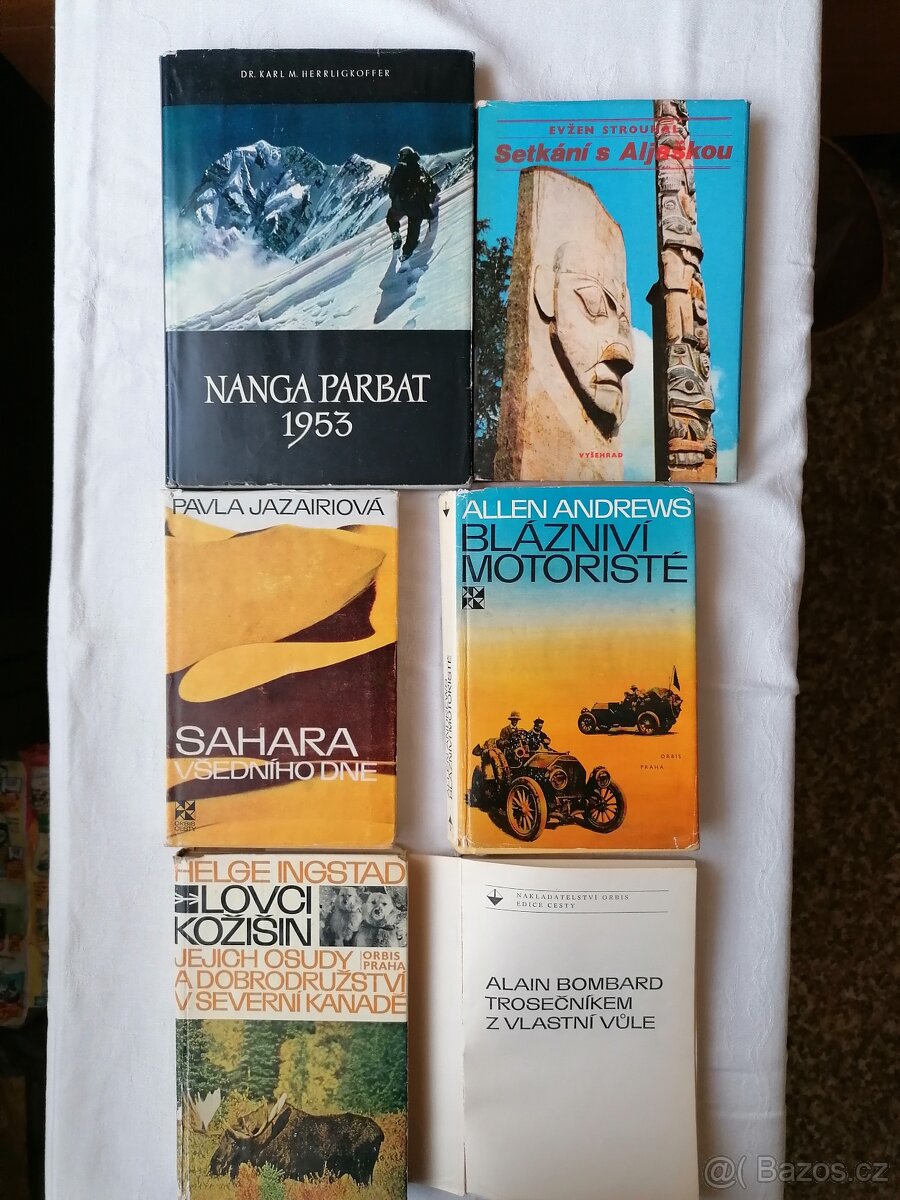 DR. KARL M. HERRLIGKOFFER
NANGA PARBAT
1953
EVŽEN STROUHAL
Setkání s Aljaškou
VYŠEHRAD
PAVLA JAZAIRIOVÁ
SAHARA
VŠEDNÍHO DNE
ORBIS
CESTY
ALLEN ANDREWS
BLÁZNIVÍ
MOTORISTÉ
ORBIS
PRAHA
HELGE INGSTAD
LOVCI
KOŽIŠIN
JEJICH OSUDY
A DOBRODRUŽSTVÍ
V SEVERNÍ KANADĚ
ORBIS
PRAHA
NAKLADATELSTVÍ ORBIS
EDICE CESTY
ALAIN BOMBARD
TROSEČNÍKEM
Z VLASTNÍ VŮLE
@( Bazos.cz